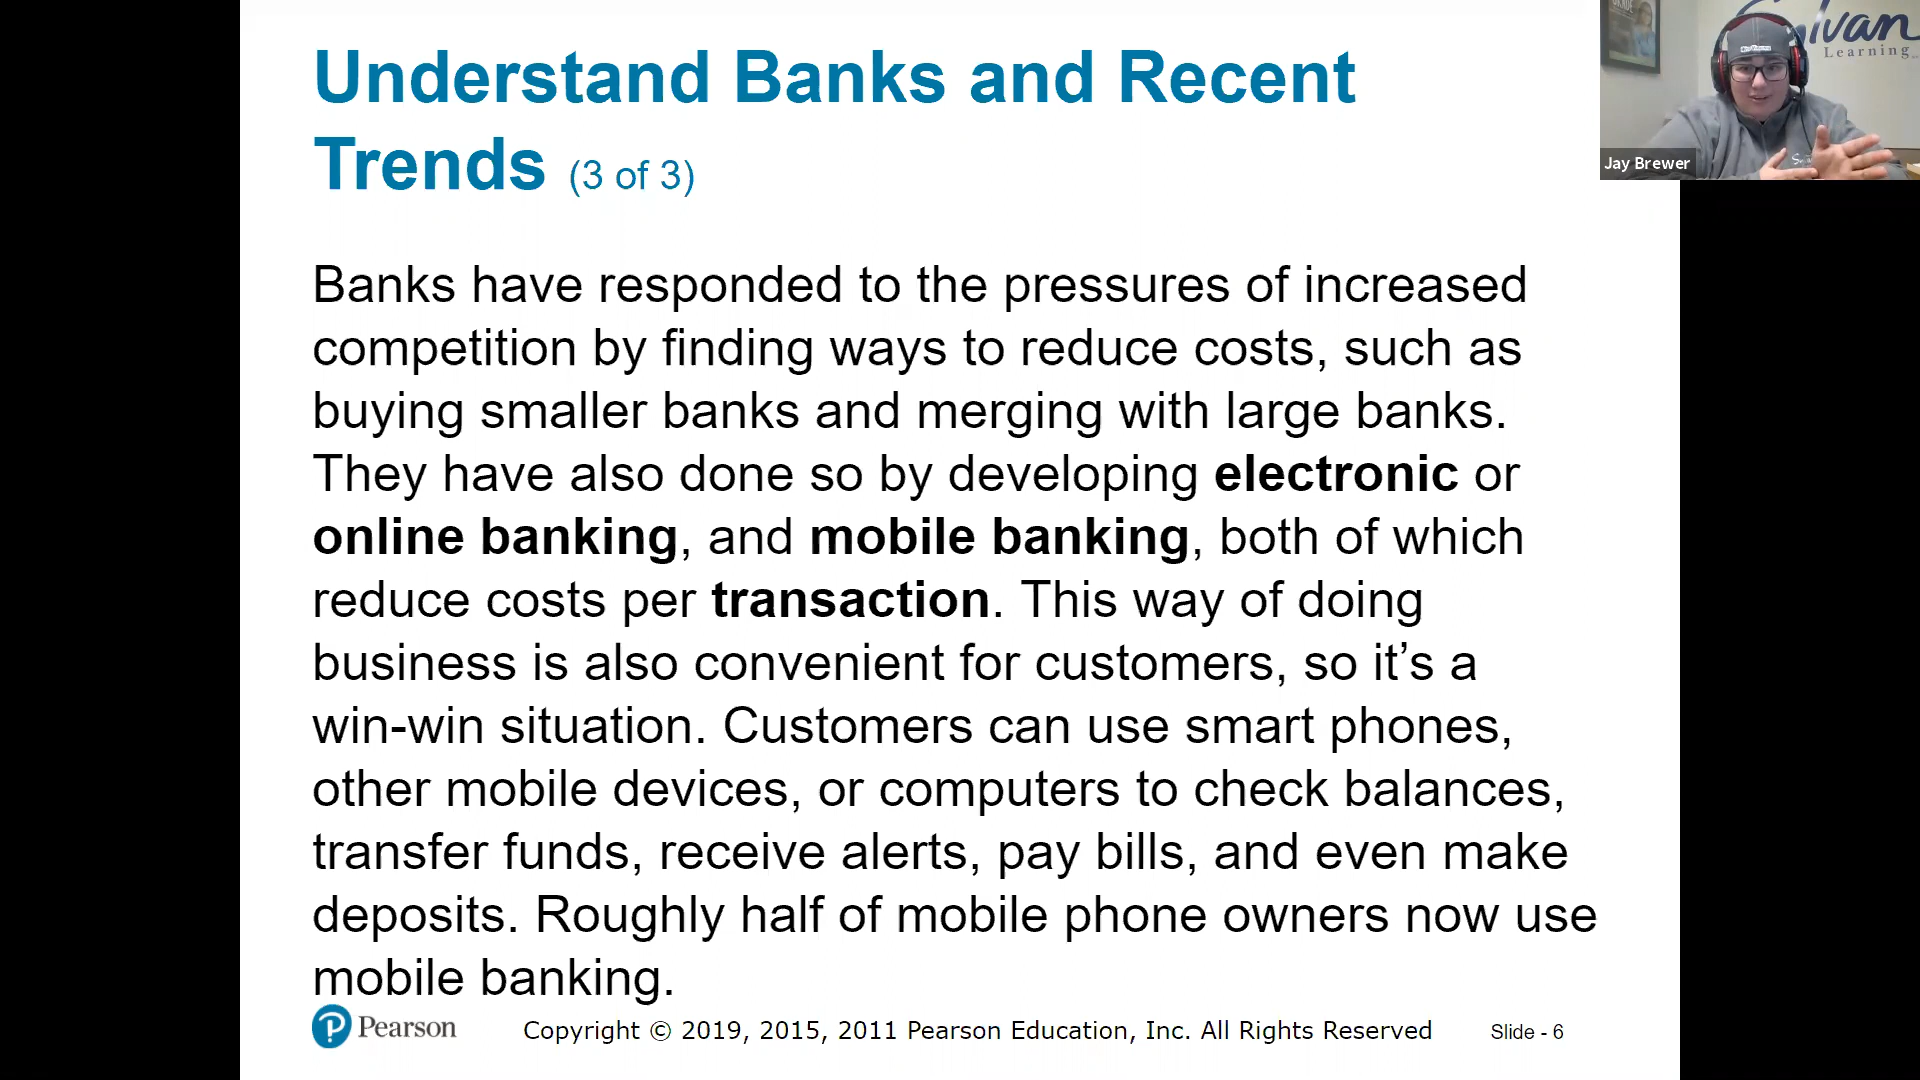 Understand Banks and Recent
Trends (3 of 3)
Sylvan
Learning
Jay Brewer
Banks have responded to the pressures of increased
competition by finding ways to reduce costs, such as
buying smaller banks and merging with large banks.
They have also done so by developing electronic or
online banking, and mobile banking, both of which
reduce costs per transaction. This way of doing
business is also convenient for customers, so it’s a
win-win situation. Customers can use smart phones,
other mobile devices, or computers to check balances,
transfer funds, receive alerts, pay bills, and even make
deposits. Roughly half of mobile phone owners now use
mobile banking.
Pearson
Copyright © 2019, 2015, 2011 Pearson Education, Inc. All Rights Reserved
Slide - 6